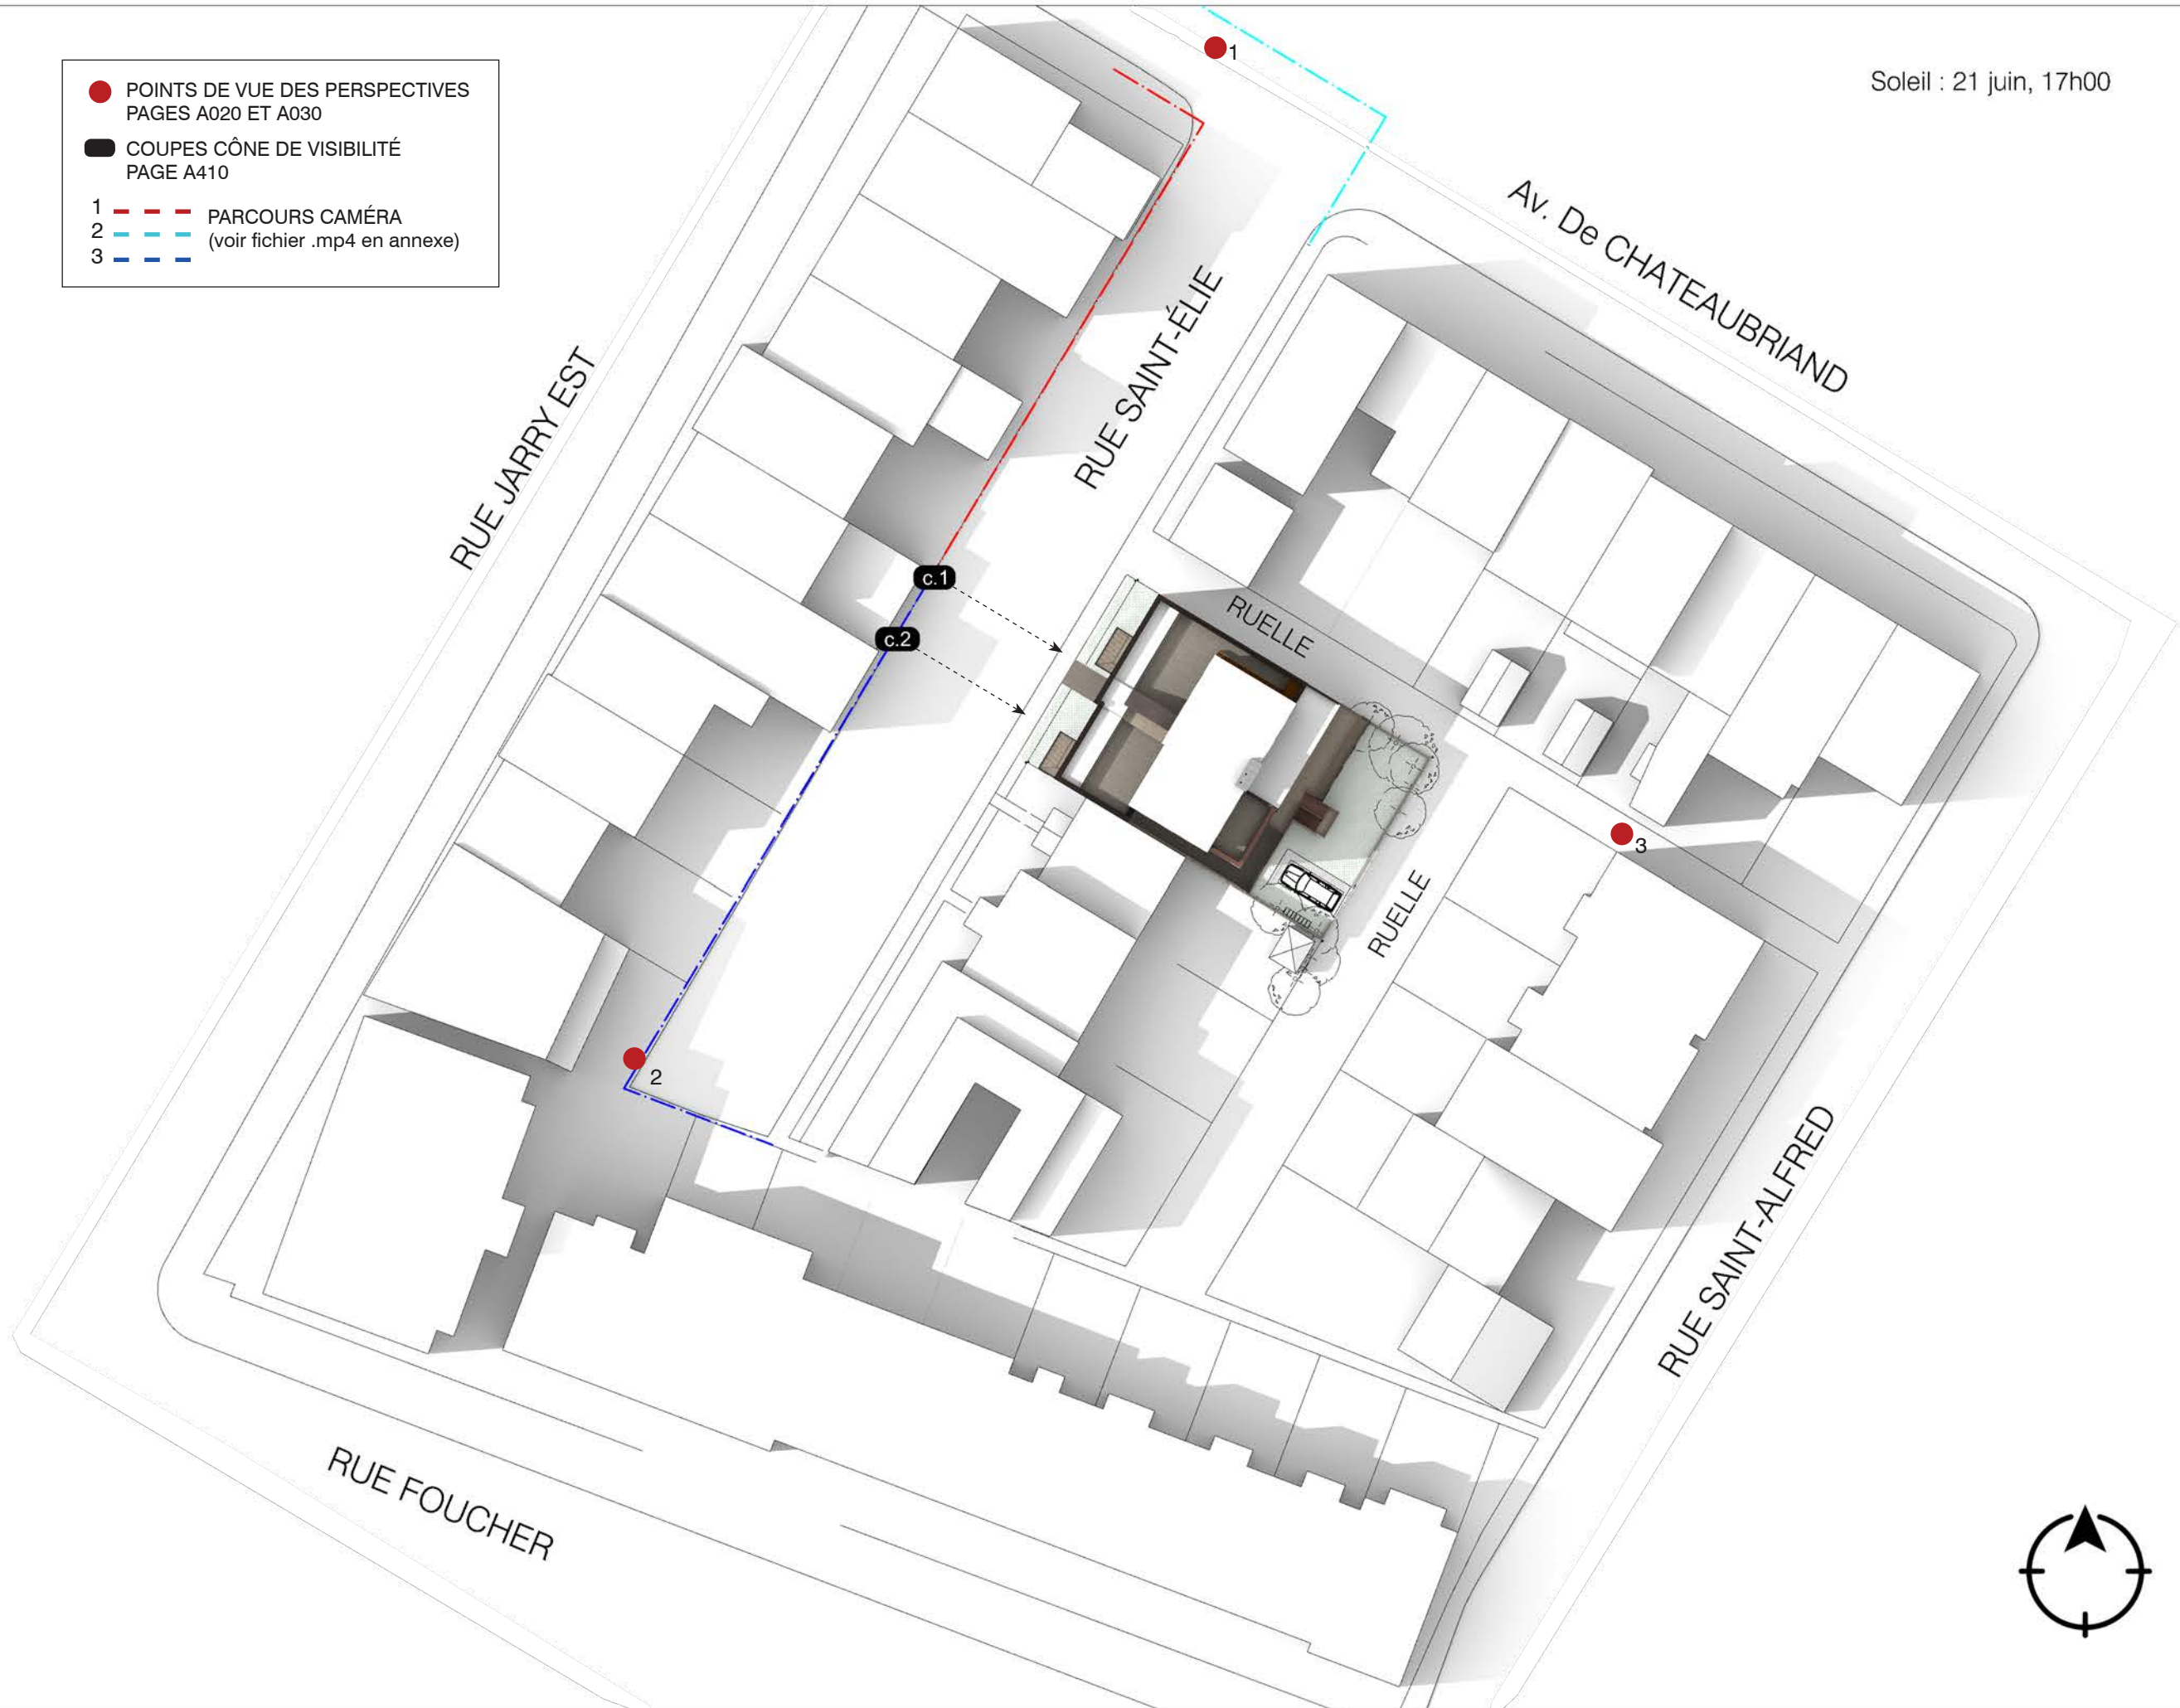 POINTS DE VUE DES PERSPECTIVES
PAGES A020 ET A030
COUPES CÔNE DE VISIBILITÉ
PAGE A410
1
2
3
PARCOURS CAMÉRA
(voir fichier .mp4 en annexe)
1
Soleil : 21 juin, 17h00
Av. De CHATEAUBRIAND
RUE SAINT-ÉLIE
RUE JARRY EST
c.1
c.2
RUELLE
3
RUELLE
2
RUE SAINT-ALFRED
RUE FOUCHER